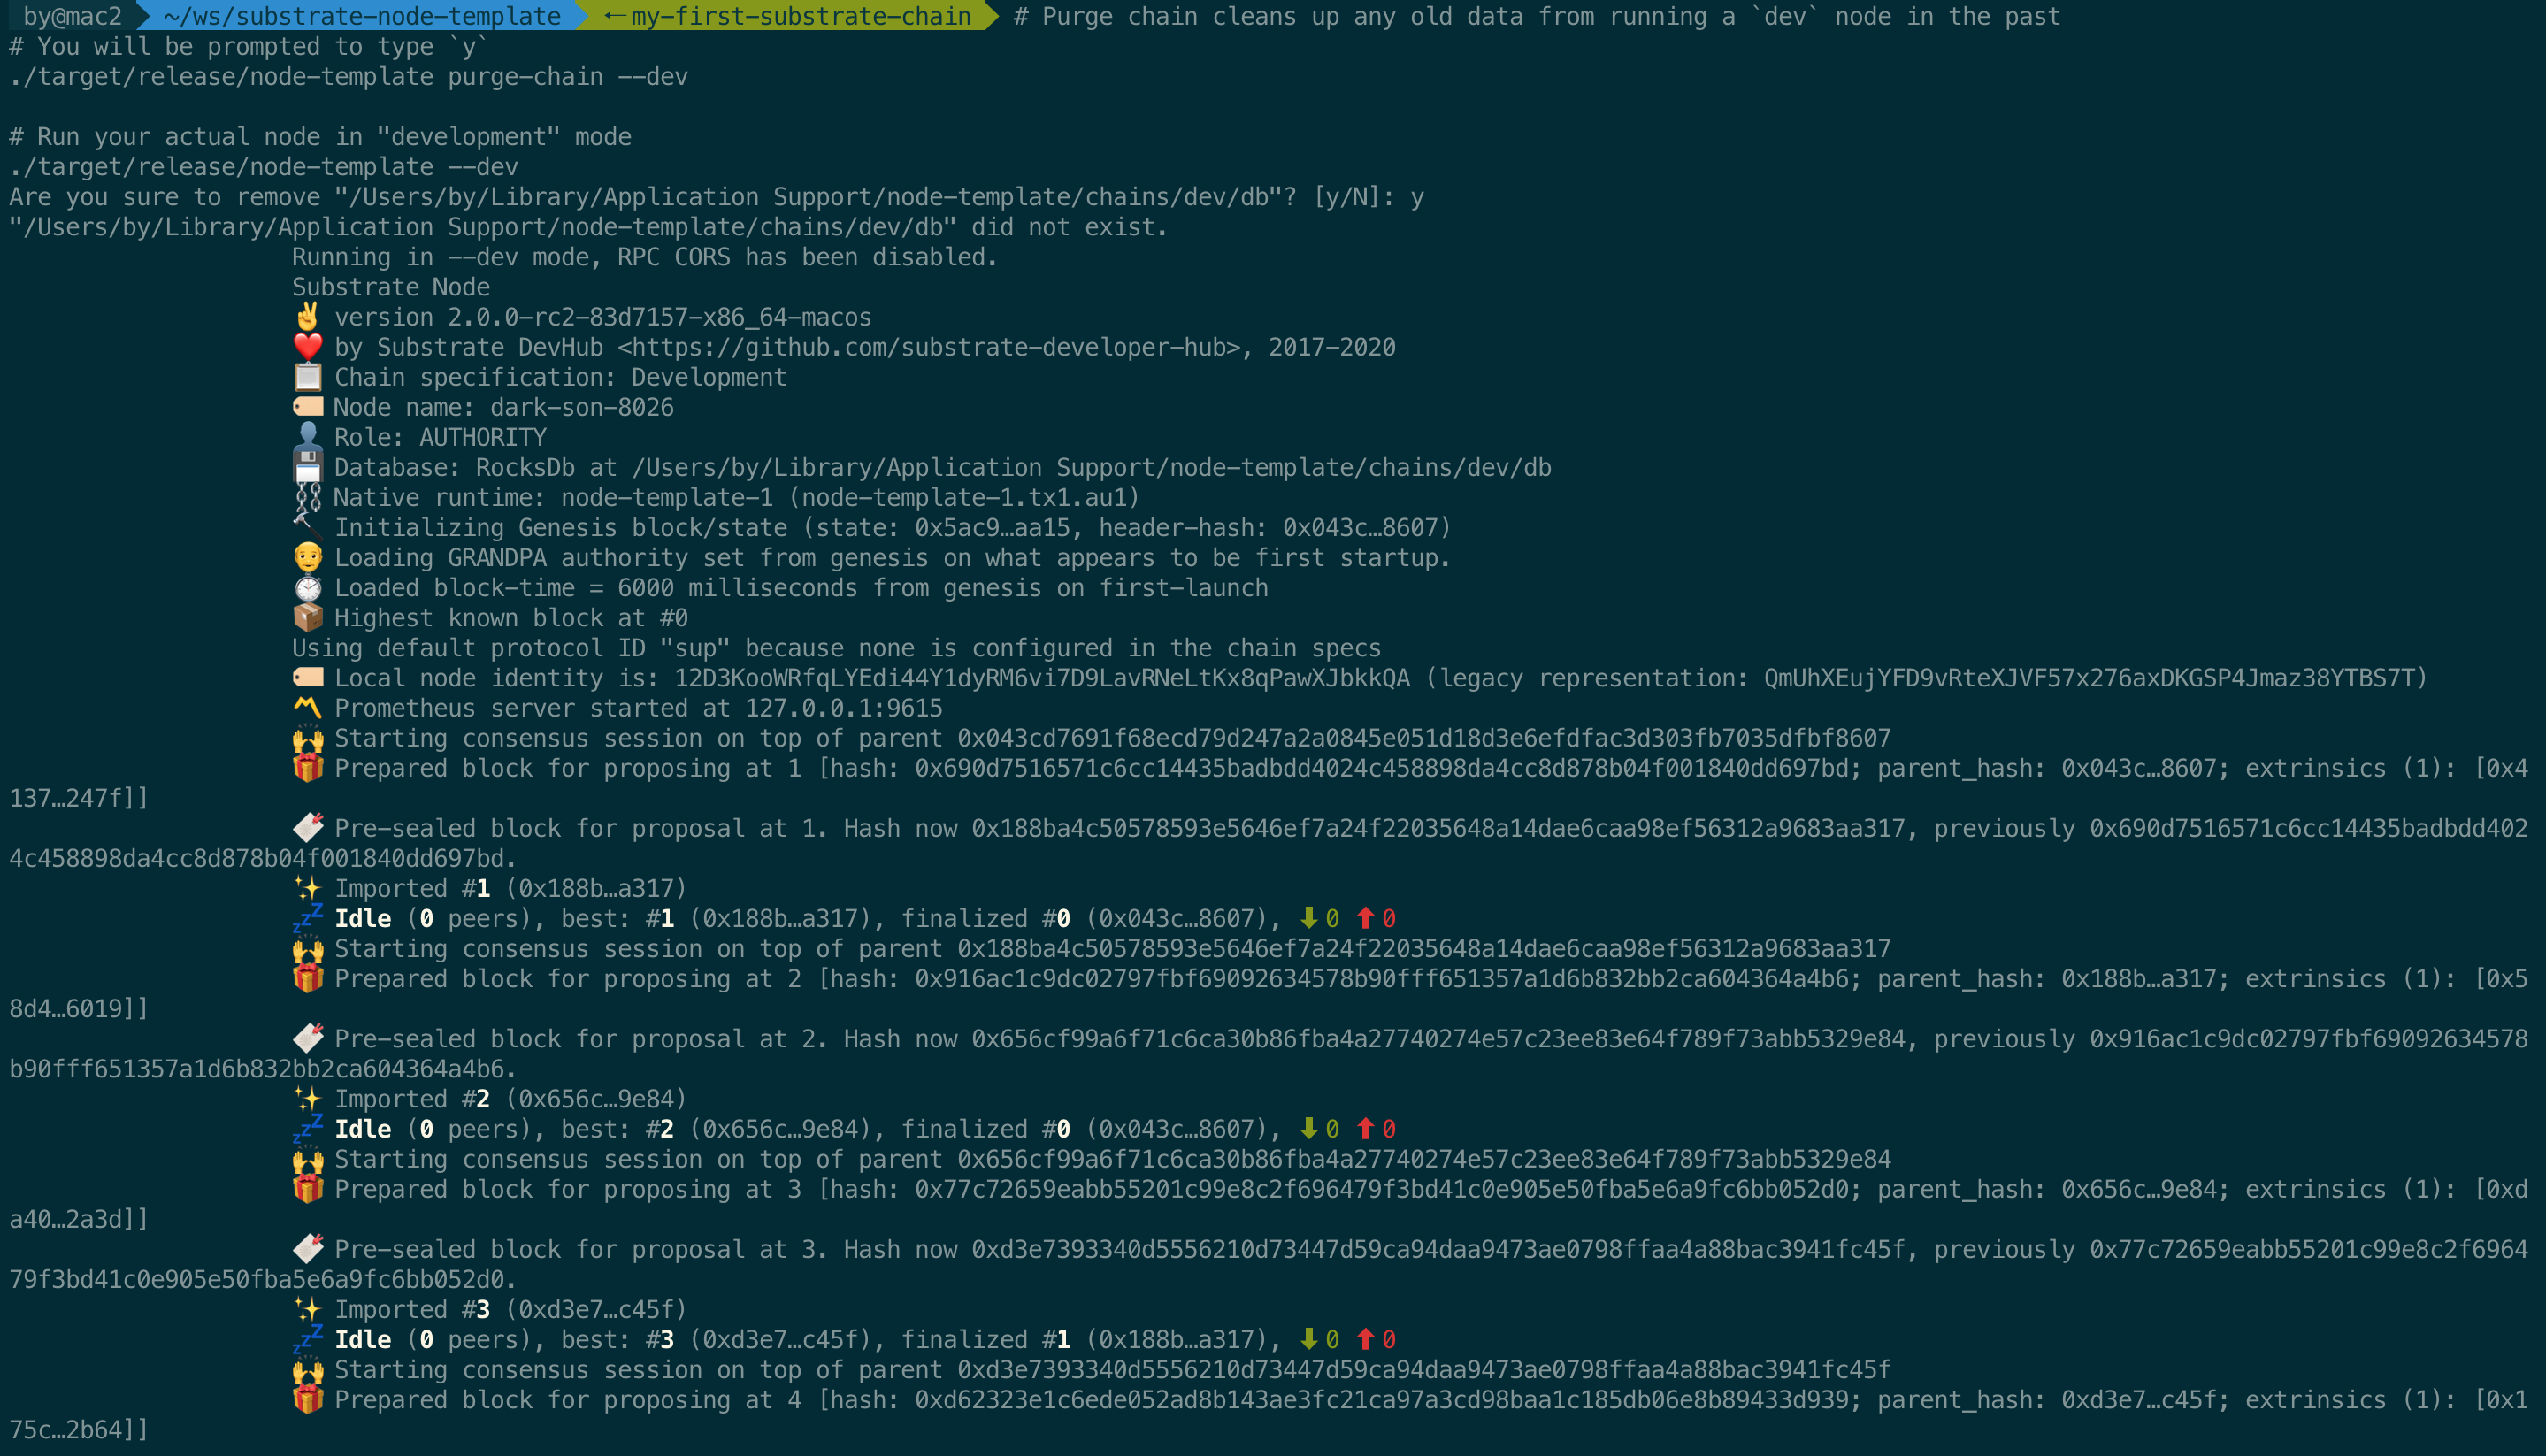 by@mac2 ~/ws/substrate-node-template ←my-first-substrate-chain # Purge chain cleans up any old data from running a `dev` node in the past
# You will be prompted to type `y`
./target/release/node-template purge-chain --dev
# Run your actual node in "development" mode
./target/release/node-template --dev
Are you sure to remove "/Users/by/Library/Application Support/node-template/chains/dev/db"? [y/N]: y
"/Users/by/Library/Application Support/node-template/chains/dev/db" did not exist.
Running in --dev mode, RPC CORS has been disabled.
Substrate Node
✌️ version 2.0.0-rc2-83d7157-x86_64-macos
❤️ by Substrate DevHub <https://github.com/substrate-developer-hub>, 2017-2020
📋 Chain specification: Development
🏷 Node name: dark-son-8026
👤 Role: AUTHORITY
💾 Database: RocksDb at /Users/by/Library/Application Support/node-template/chains/dev/db
⛓ Native runtime: node-template-1 (node-template-1.tx1.au1)
🔨 Initializing Genesis block/state (state: 0x5ac9…aa15, header-hash: 0x043c…8607)
👴 Loading GRANDPA authority set from genesis on what appears to be first startup.
⏱ Loaded block-time = 6000 milliseconds from genesis on first-launch
📦 Highest known block at #0
Using default protocol ID "sup" because none is configured in the chain specs
🏷 Local node identity is: 12D3KooWRfqLYEdi44Y1dyRM6vi7D9LavRNeLtKx8qPawXJbkkQA (legacy representation: QmUhXEujYFD9vRteXJVF57x276axDKGSP4Jmaz38YTBS7T)
〽️ Prometheus server started at 127.0.0.1:9615
🙌 Starting consensus session on top of parent 0x043cd7691f68ecd79d247a2a0845e051d18d3e6efdfac3d303fb7035dfbf8607
🎁 Prepared block for proposing at 1 [hash: 0x690d7516571c6cc14435badbdd4024c458898da4cc8d878b04f001840dd697bd; parent_hash: 0x043c…8607; extrinsics (1): [0x4
137…247f]]
🔖 Pre-sealed block for proposal at 1. Hash now 0x188ba4c50578593e5646ef7a24f22035648a14dae6caa98ef56312a9683aa317, previously 0x690d7516571c6cc14435badbdd402
4c458898da4cc8d878b04f001840dd697bd.
✨ Imported #1 (0x188b…a317)
💤 Idle (0 peers), best: #1 (0x188b…a317), finalized #0 (0x043c…8607), ⬇ 0 ⬆ 0
🙌 Starting consensus session on top of parent 0x188ba4c50578593e5646ef7a24f22035648a14dae6caa98ef56312a9683aa317
🎁 Prepared block for proposing at 2 [hash: 0x916ac1c9dc02797fbf69092634578b90fff651357a1d6b832bb2ca604364a4b6; parent_hash: 0x188b…a317; extrinsics (1): [0x5
8d4…6019]]
🔖 Pre-sealed block for proposal at 2. Hash now 0x656cf99a6f71c6ca30b86fba4a27740274e57c23ee83e64f789f73abb5329e84, previously 0x916ac1c9dc02797fbf69092634578
b90fff651357a1d6b832bb2ca604364a4b6.
✨ Imported #2 (0x656c…9e84)
💤 Idle (0 peers), best: #2 (0x656c…9e84), finalized #0 (0x043c…8607), ⬇ 0 ⬆ 0
🙌 Starting consensus session on top of parent 0x656cf99a6f71c6ca30b86fba4a27740274e57c23ee83e64f789f73abb5329e84
🎁 Prepared block for proposing at 3 [hash: 0x77c72659eabb55201c99e8c2f696479f3bd41c0e905e50fba5e6a9fc6bb052d0; parent_hash: 0x656c…9e84; extrinsics (1): [0xd
a40…2a3d]]
🔖 Pre-sealed block for proposal at 3. Hash now 0xd3e7393340d5556210d73447d59ca94daa9473ae0798ffaa4a88bac3941fc45f, previously 0x77c72659eabb55201c99e8c2f6964
79f3bd41c0e905e50fba5e6a9fc6bb052d0.
✨ Imported #3 (0xd3e7…c45f)
💤 Idle (0 peers), best: #3 (0xd3e7…c45f), finalized #1 (0x188b…a317), ⬇ 0 ⬆ 0
🙌 Starting consensus session on top of parent 0xd3e7393340d5556210d73447d59ca94daa9473ae0798ffaa4a88bac3941fc45f
🎁 Prepared block for proposing at 4 [hash: 0xd62323e1c6ede052ad8b143ae3fc21ca97a3cd98baa1c185db06e8b89433d939; parent_hash: 0xd3e7…c45f; extrinsics (1): [0x1
75c…2b64]]